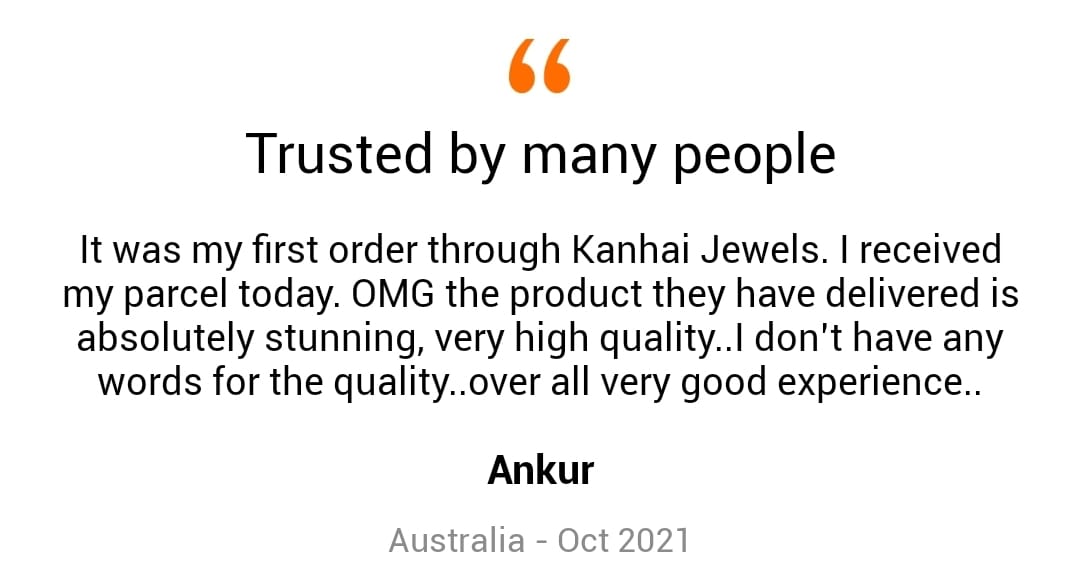 “
Trusted by many people
It was my first order through Kanhai Jewels. I received
my parcel today. OMG the product they have delivered is
absolutely stunning, very high quality..I don't have any
words for the quality..over all very good experience..
Ankur
Australia - Oct 2021